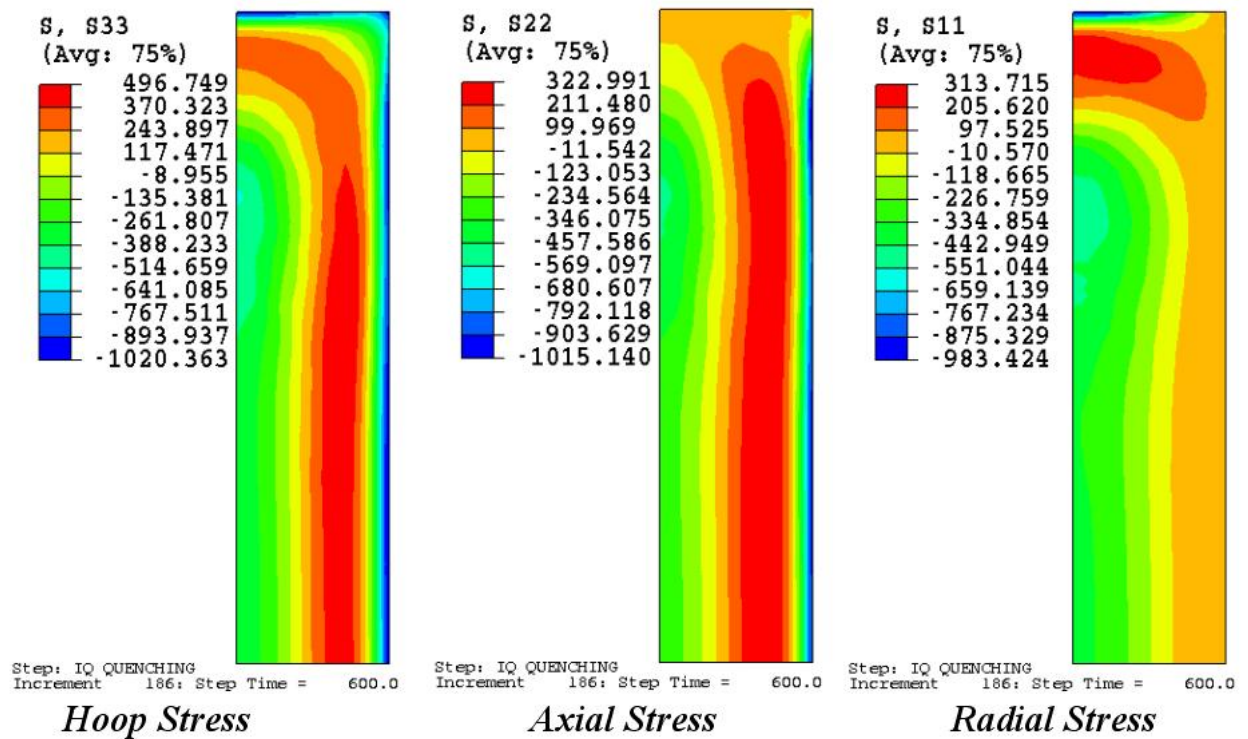 S, S33
(Avg: 75%)
496.749
370.323
243.897
117.471
-8.955
-135.381
-261.807
-388.233
-514.659
-641.085
-767.511
-893.937
-1020.363
Step: IQ QUENCHING
Increment 186: Step Time = 600.0
Hoop Stress
S, S22
(Avg: 75%)
322.991
211.480
99.969
-11.542
-123.053
-234.564
-346.075
-457.586
-569.097
-680.607
-792.118
-903.629
-1015.140
Step: IQ QUENCHING
Increment 186: Step Time = 600.0
Axial Stress
S, S11
(Avg: 75%)
313.715
205.620
97.525
-10.570
-118.665
-226.759
-334.854
-442.949
-551.044
-659.139
-767.234
-875.329
-983.424
Step: IQ QUENCHING
Increment 186: Step Time = 600.0
Radial Stress